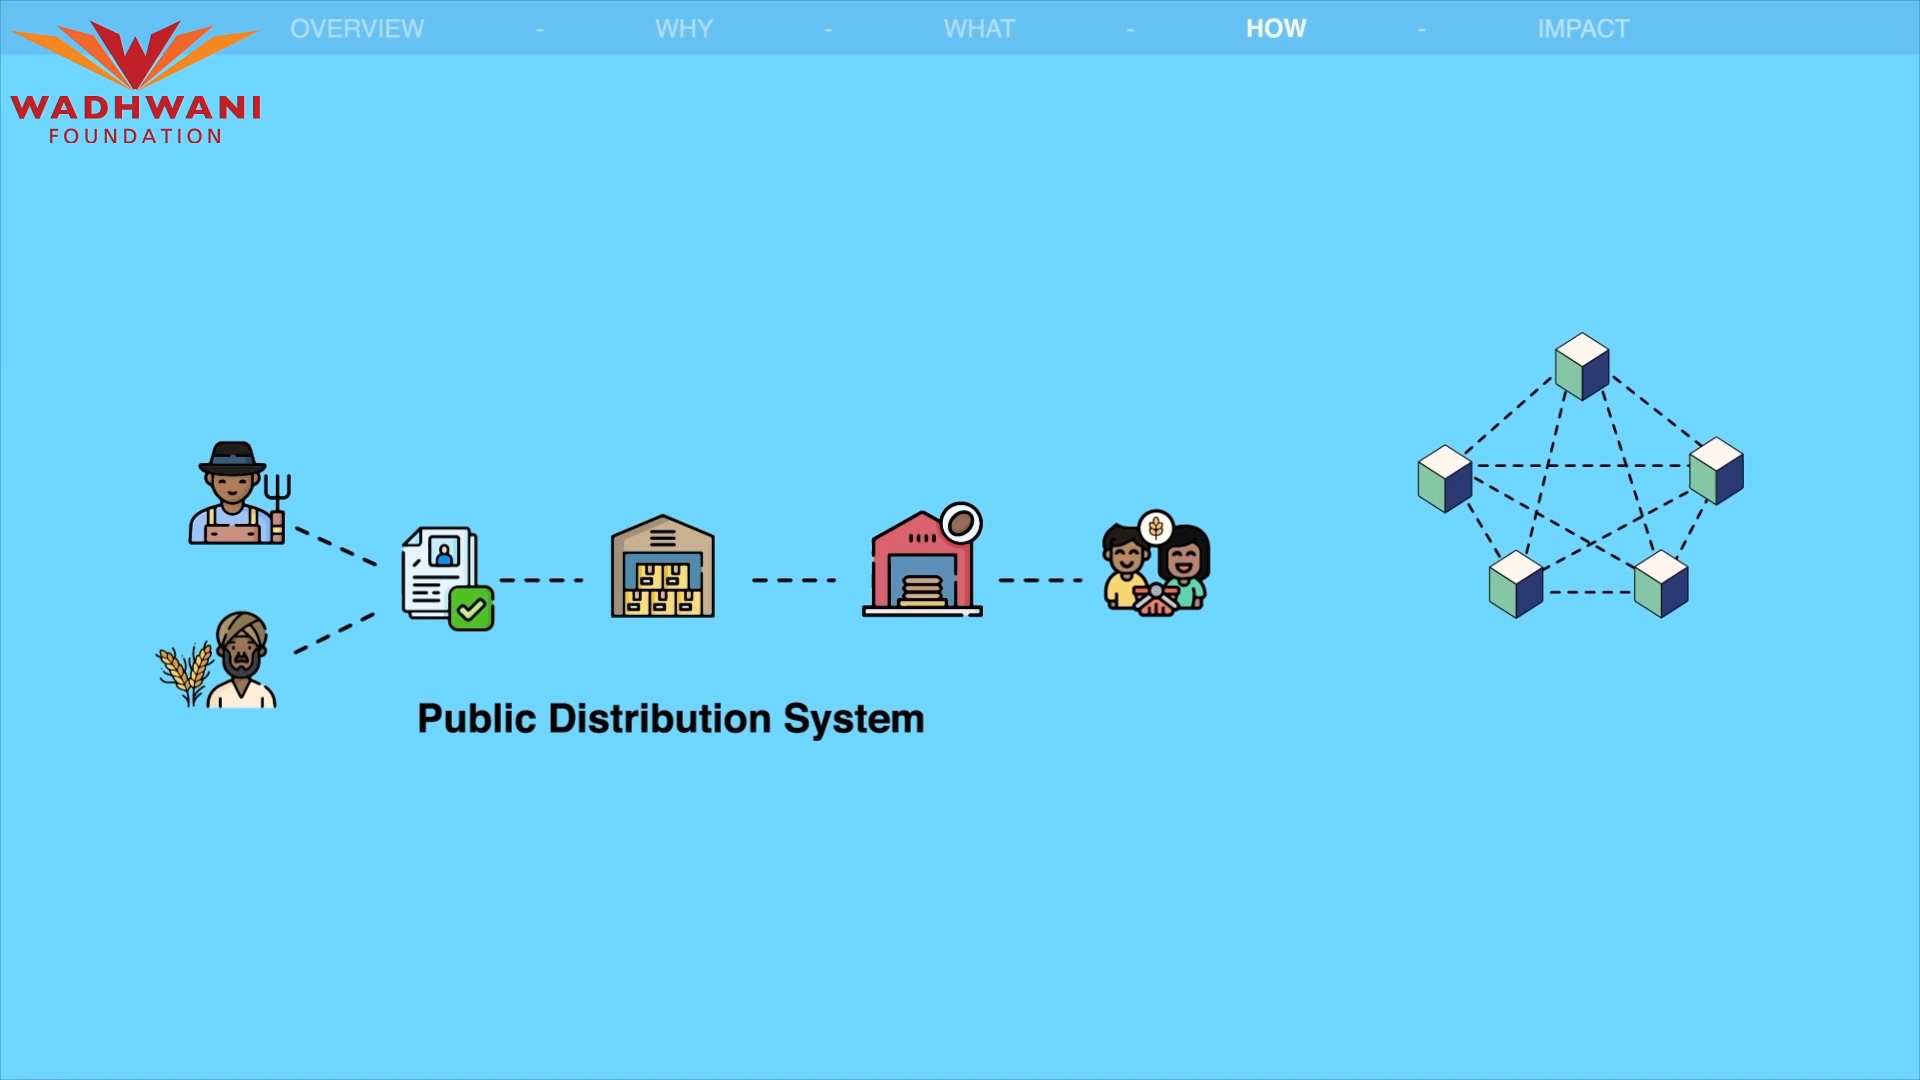 OVERVIEW - WHY - WHAT - HOW - IMPACT
WADHWANI
FOUNDATION
Public Distribution System